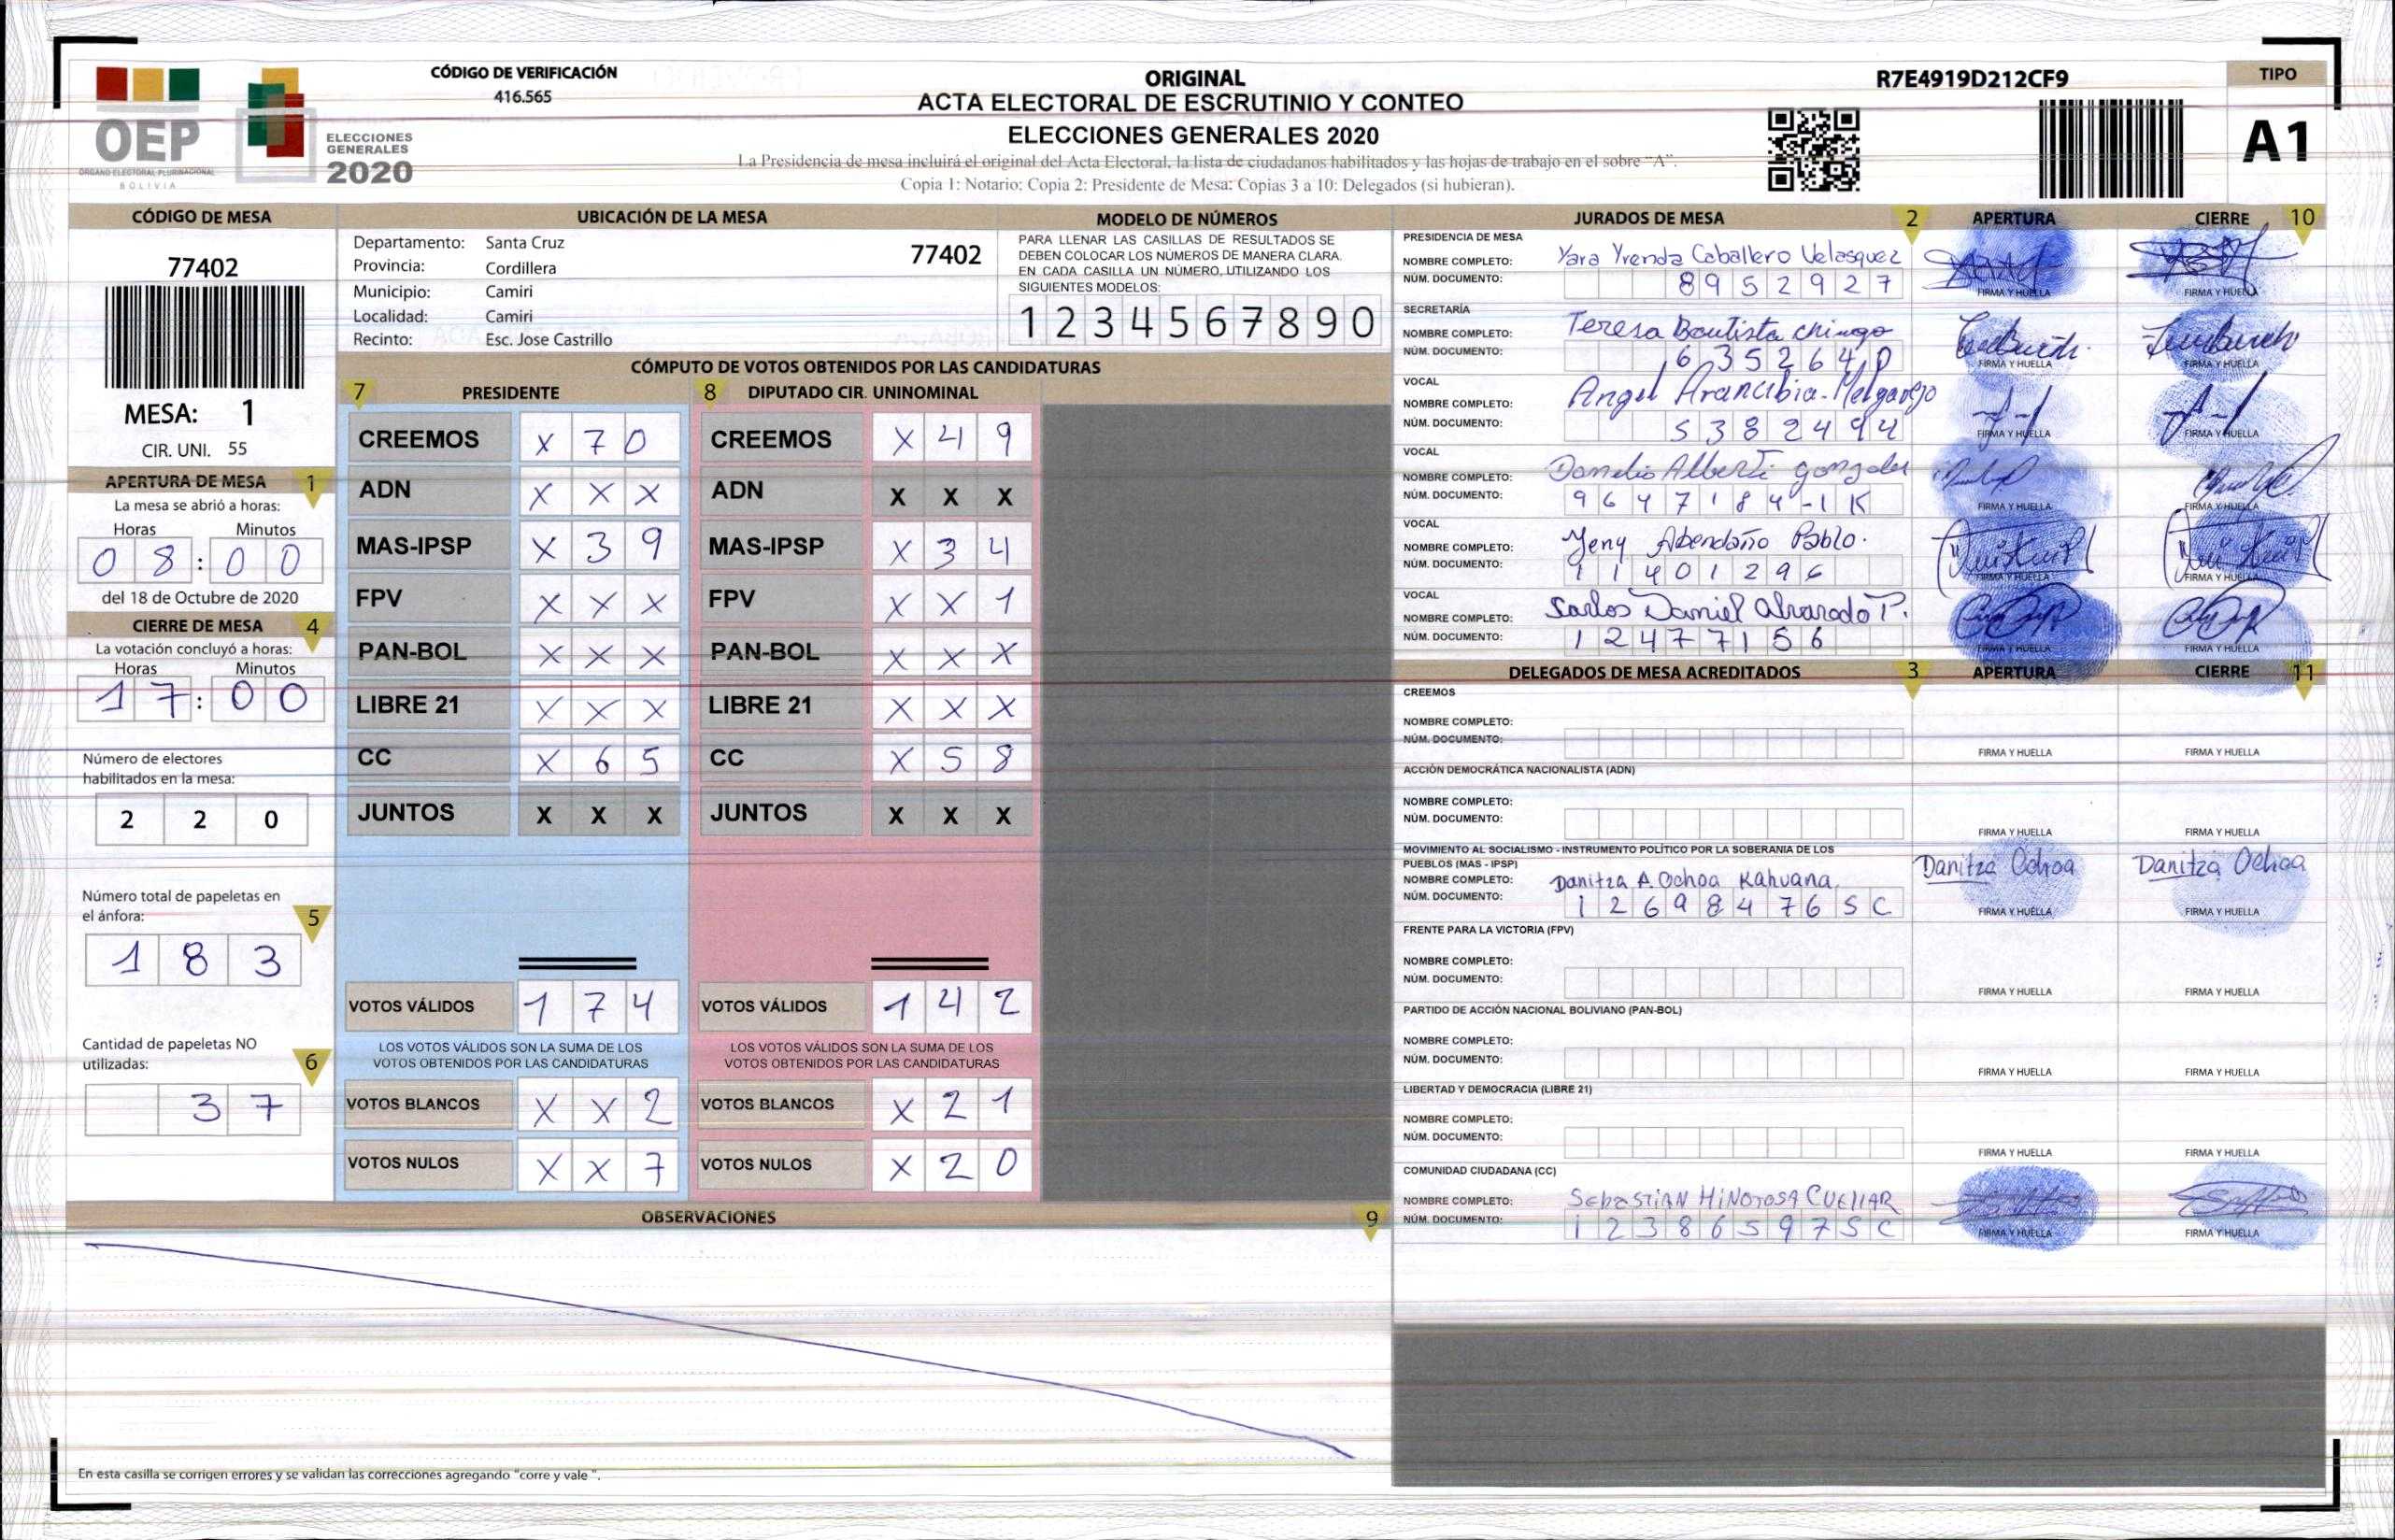 CÓDIGO DE VERIFICACIÓN
416.565
ORIGINAL
ACTA ELECTORAL DE ESCRUTINIO Y CONTEO
ELECCIONES GENERALES 2020
La Presidencia de mesa incluirá el original del Acta Electoral, la lista de ciudadanos habilitados y las hojas de trabajo en el sobre "A".
Copia 1: Notario; Copia 2: Presidente de Mesa; Copias 3 a 10: Delegados (si hubieran).
R7E4919D212CF9
TIPO
A1
OEP
ÓRGANO ELECTORAL PLURINACIONAL
BOLIVIA
ELECCIONES
GENERALES
2020
CÓDIGO DE MESA
77402
MESA: 1
CIR. UNI. 55
APERTURA DE MESA 1
La mesa se abrió a horas:
Horas Minutos
0 8 : 0 0
del 18 de Octubre de 2020
CIERRE DE MESA 4
La votación concluyó a horas:
Horas Minutos
1 7 : 0 0
Número de electores
habilitados en la mesa:
2 2 0
Número total de papeletas en
el ánfora: 5
1 8 3
Cantidad de papeletas NO
utilizadas: 6
3 7
UBICACIÓN DE LA MESA
Departamento: Santa Cruz 77402
Provincia: Cordillera
Municipio: Camiri
Localidad: Camiri
Recinto: Esc. Jose Castrillo
MODELO DE NÚMEROS
PARA LLENAR LAS CASILLAS DE RESULTADOS SE
DEBEN COLOCAR LOS NÚMEROS DE MANERA CLARA.
EN CADA CASILLA UN NÚMERO, UTILIZANDO LOS
SIGUIENTES MODELOS:
1 2 3 4 5 6 7 8 9 0
CÓMPUTO DE VOTOS OBTENIDOS POR LAS CANDIDATURAS
7 PRESIDENTE
CREEMOS X 7 0
ADN X X X
MAS-IPSP X 3 9
FPV X X X
PAN-BOL X X X
LIBRE 21 X X X
CC X 6 5
JUNTOS X X X
VOTOS VÁLIDOS 1 7 4
LOS VOTOS VÁLIDOS SON LA SUMA DE LOS
VOTOS OBTENIDOS POR LAS CANDIDATURAS
VOTOS BLANCOS X X 2
VOTOS NULOS X X 7
8 DIPUTADO CIR. UNINOMINAL
CREEMOS X 4 9
ADN X X X
MAS-IPSP X 3 4
FPV X X 1
PAN-BOL X X X
LIBRE 21 X X X
CC X 5 8
JUNTOS X X X
VOTOS VÁLIDOS 1 4 2
LOS VOTOS VÁLIDOS SON LA SUMA DE LOS
VOTOS OBTENIDOS POR LAS CANDIDATURAS
VOTOS BLANCOS X 2 1
VOTOS NULOS X 2 0
OBSERVACIONES 9
En esta casilla se corrigen errores y se validan las correcciones agregando "corre y vale ".
JURADOS DE MESA 2 APERTURA CIERRE 10
PRESIDENCIA DE MESA
NOMBRE COMPLETO: Yara Yrenda Caballero Velasquez
NÚM. DOCUMENTO: 8 9 5 2 9 2 7
FIRMA Y HUELLA FIRMA Y HUELLA
SECRETARÍA
NOMBRE COMPLETO: Teresa Bautista chingo
NÚM. DOCUMENTO: 6 3 5 2 6 4 0
FIRMA Y HUELLA FIRMA Y HUELLA
VOCAL
NOMBRE COMPLETO: Angel Arancibia Melgarejo
NÚM. DOCUMENTO: 5 3 8 2 4 9 4
FIRMA Y HUELLA FIRMA Y HUELLA
VOCAL
NOMBRE COMPLETO: Alberti gonzales
NÚM. DOCUMENTO: 9 6 4 7 1 8 4 - 1 K
FIRMA Y HUELLA FIRMA Y HUELLA
VOCAL
NOMBRE COMPLETO: Yeny Abendaño Pablo.
NÚM. DOCUMENTO: 1 1 4 0 1 2 9 6
FIRMA Y HUELLA FIRMA Y HUELLA
VOCAL
NOMBRE COMPLETO: Carlos Daniel Alvarado P.
NÚM. DOCUMENTO: 1 2 4 7 7 1 5 6
FIRMA Y HUELLA FIRMA Y HUELLA
DELEGADOS DE MESA ACREDITADOS 3 APERTURA CIERRE 11
CREEMOS
NOMBRE COMPLETO:
NÚM. DOCUMENTO:
FIRMA Y HUELLA FIRMA Y HUELLA
ACCIÓN DEMOCRÁTICA NACIONALISTA (ADN)
NOMBRE COMPLETO:
NÚM. DOCUMENTO:
FIRMA Y HUELLA FIRMA Y HUELLA
MOVIMIENTO AL SOCIALISMO - INSTRUMENTO POLÍTICO POR LA SOBERANIA DE LOS
PUEBLOS (MAS - IPSP) Danitza Ochoa Danitza Ochoa
NOMBRE COMPLETO: Danitza A. Ochoa Kahuana
NÚM. DOCUMENTO: 1 2 6 9 8 4 7 6 S C
FIRMA Y HUELLA FIRMA Y HUELLA
FRENTE PARA LA VICTORIA (FPV)
NOMBRE COMPLETO:
NÚM. DOCUMENTO:
FIRMA Y HUELLA FIRMA Y HUELLA
PARTIDO DE ACCIÓN NACIONAL BOLIVIANO (PAN-BOL)
NOMBRE COMPLETO:
NÚM. DOCUMENTO:
FIRMA Y HUELLA FIRMA Y HUELLA
LIBERTAD Y DEMOCRACIA (LIBRE 21)
NOMBRE COMPLETO:
NÚM. DOCUMENTO:
FIRMA Y HUELLA FIRMA Y HUELLA
COMUNIDAD CIUDADANA (CC)
NOMBRE COMPLETO: SebasTIAN HiNOJOSA CUEllAR
NÚM. DOCUMENTO: 1 2 3 8 6 5 9 7 S C
FIRMA Y HUELLA FIRMA Y HUELLA